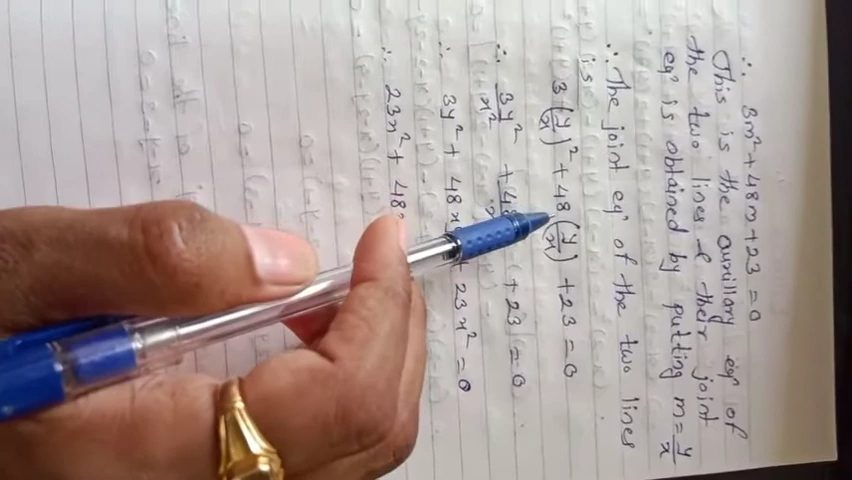 ∴ 3m² + 48m + 23 = 0
This is the auxillary eqⁿ of
the two lines & their joint
eqⁿ is obtained by putting m = y/x
∴ The joint eqⁿ of the two lines
3(y/x)² + 48(y/x) + 23 = 0
∴ 3y²/x² + 48 + 23 = 0
∴ 3y² + 48x + 23x² = 0
∴ 23x² + 48